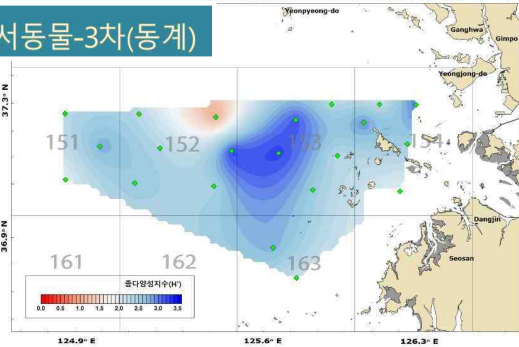 서동물-3차(동계)
Yeonpyeong-do
Ganghwa
Gimpo
Yeongjong-do
37.3° N
151
152
153
154
Dangjin
36.9° N
Seosan
161
162
163
종다양성지수(H')
0.0 0.5 1.0 1.5 2.0 2.5 3.0 3.5
124.9° E
125.6° E
126.3° E